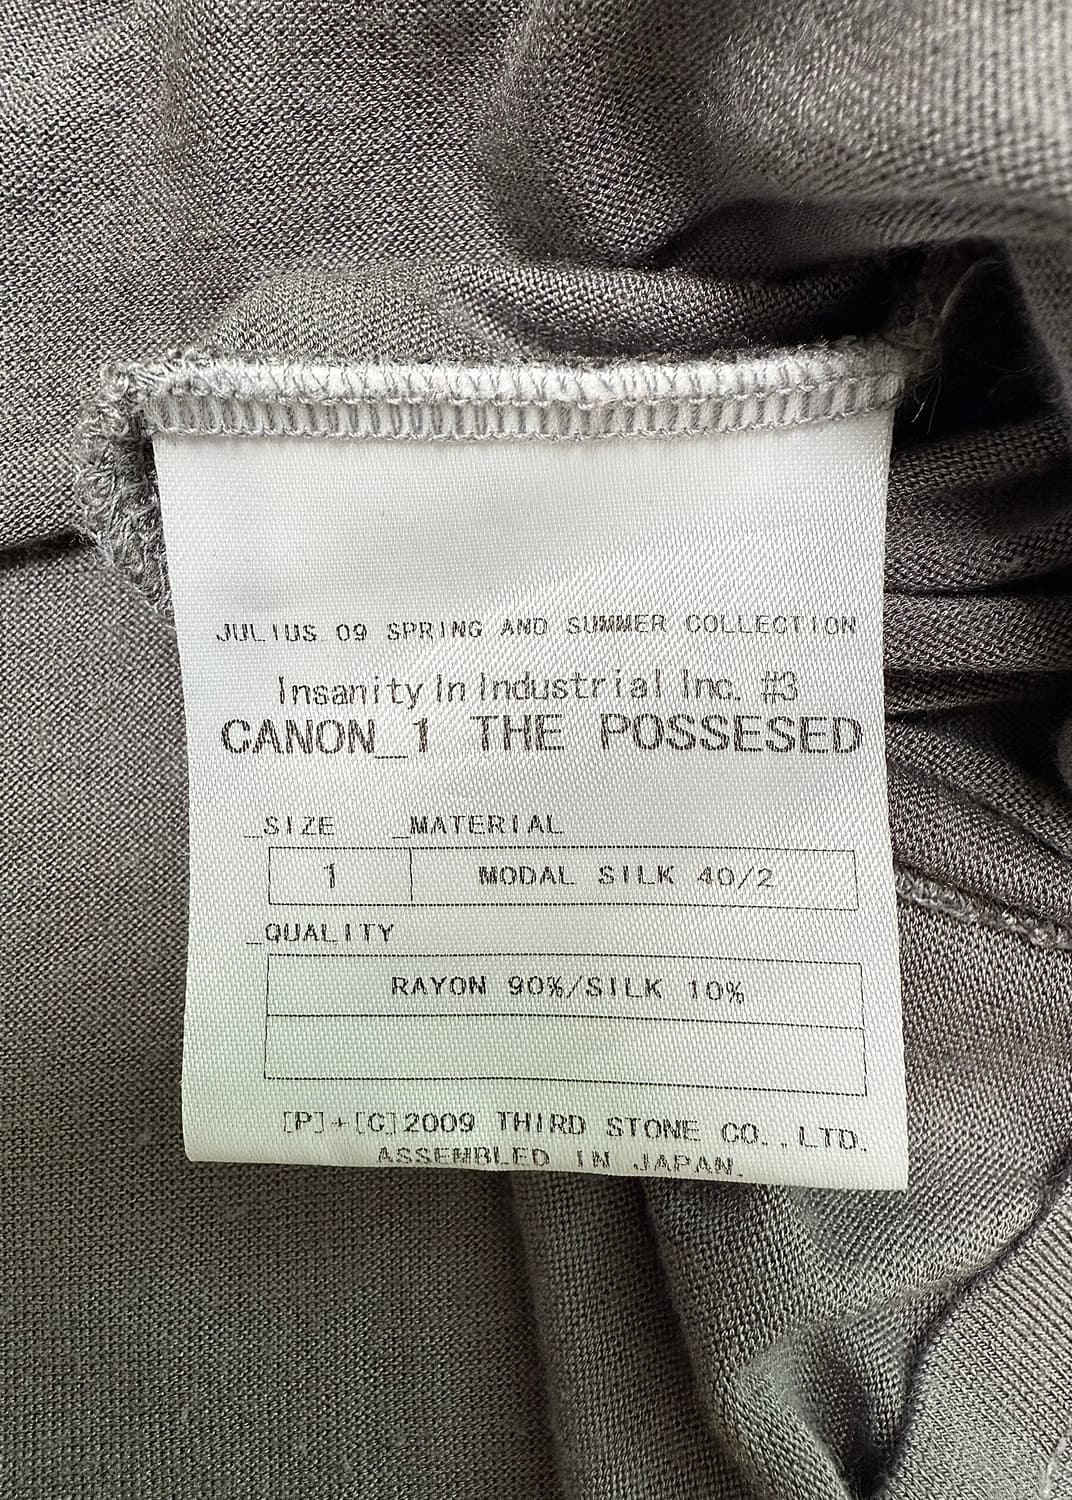 JULIUS 09 SPRING AND SUMMER COLLECTION
Insanity In Industrial Inc. #3
CANON_1 THE POSSESED
_SIZE _MATERIAL
1 MODAL SILK 40/2
_QUALITY
RAYON 90%/SILK 10%
[P]+[C]2009 THIRD STONE CO.,LTD.
ASSEMBLED IN JAPAN.